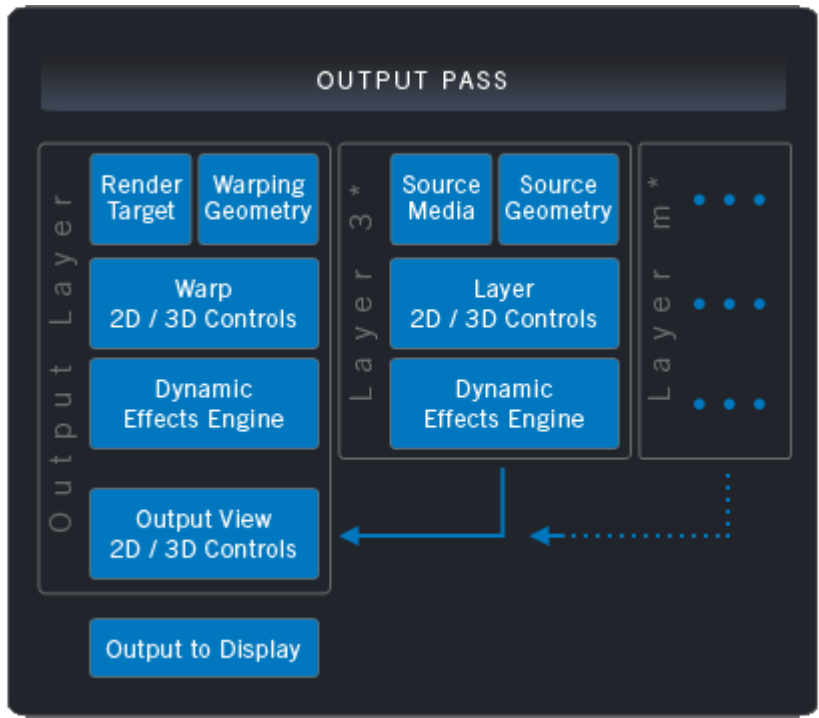 OUTPUT PASS
Output Layer
Render
Target
Warping
Geometry
Warp
2D / 3D Controls
Dynamic
Effects Engine
Output View
2D / 3D Controls
Layer 3*
Source
Media
Source
Geometry
Layer
2D / 3D Controls
Dynamic
Effects Engine
Layer m*
Output to Display